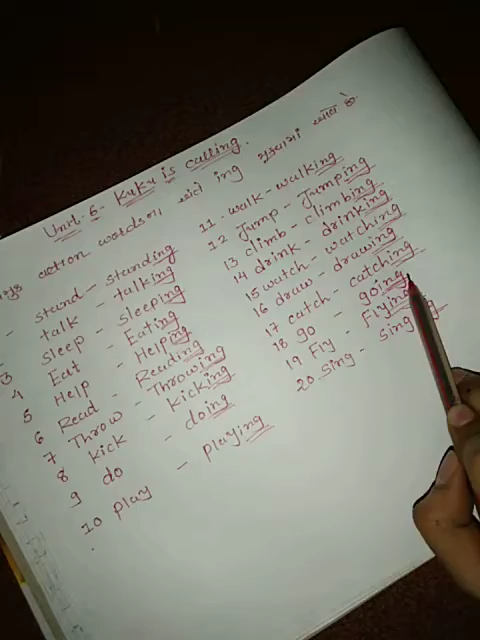 Unit. 6 - Kuku is calling.
action words ને ing
1 - stand - standing
2 talk - talking
3 sleep - sleeping
4 Eat - Eating
5 Help - Helping
6 Read - Reading
7 Throw - Throwing
8 kick - kicking
9 do - doing
10 play - playing
11. walk - walking
12 Jump - Jumping
13 climb - climbing
14 drink - drinking
15 watch - watching
16 draw - drawing
17 catch - catching
18 go - going
19 Fly - Flying
20 sing - singing